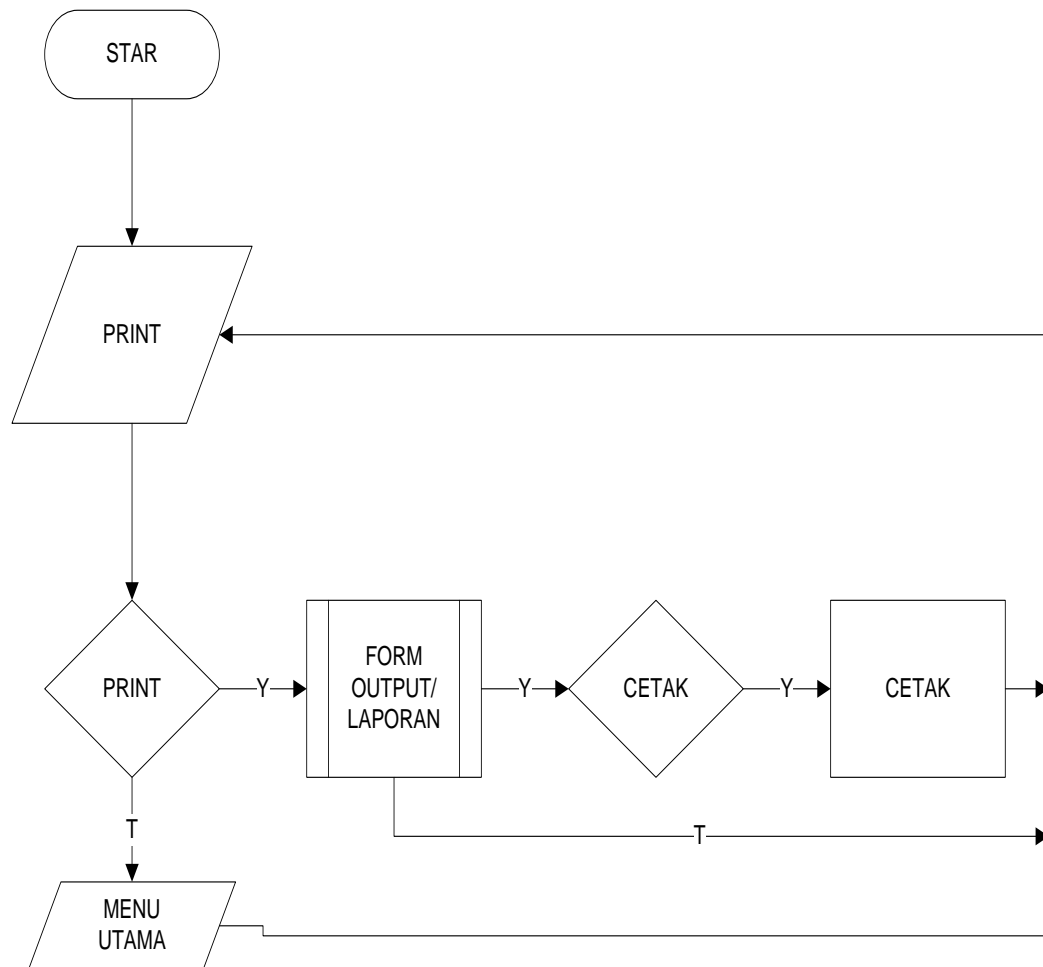 STAR
PRINT
PRINT
Y
FORM
OUTPUT/
LAPORAN
Y
CETAK
Y
CETAK
T
T
MENU
UTAMA